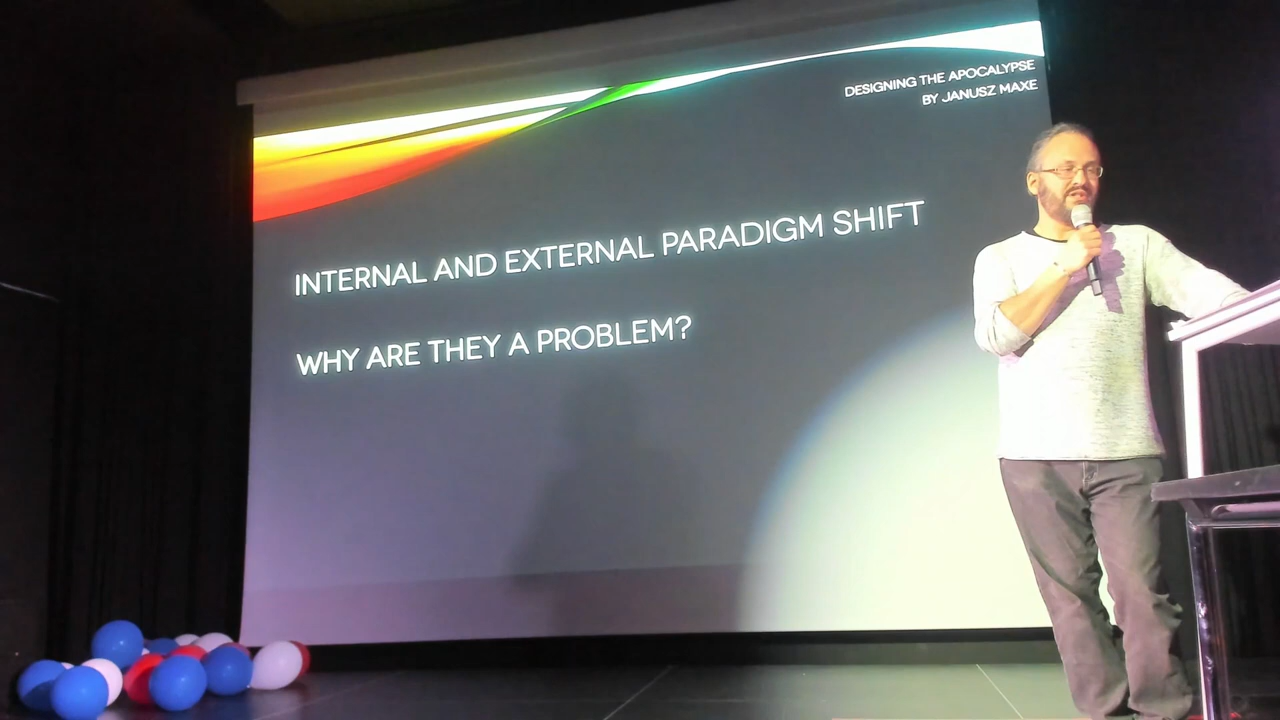 DESIGNING THE APOCALYPSE
BY JANUSZ MAXE
INTERNAL AND EXTERNAL PARADIGM SHIFT
WHY ARE THEY A PROBLEM?